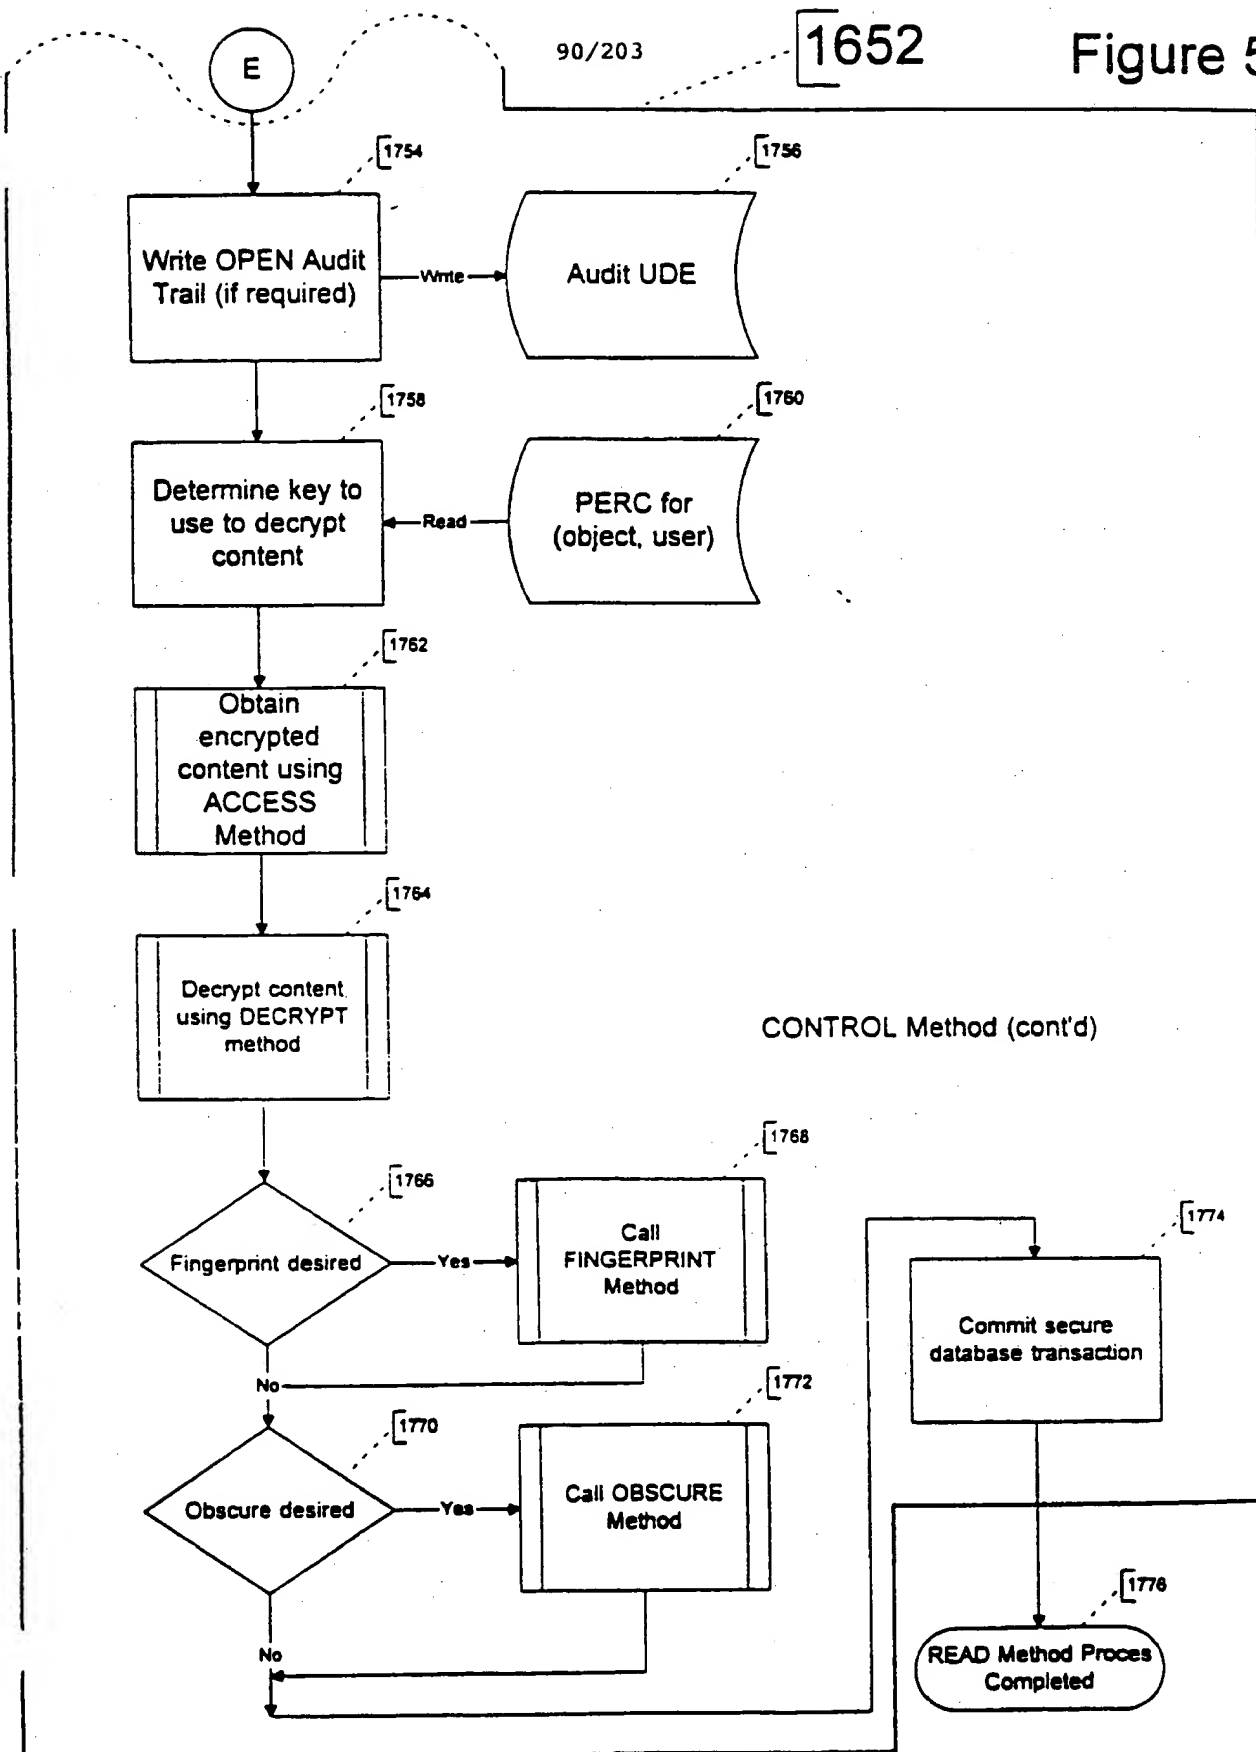 90/203
1652
Figure 5
E
1754
Write OPEN Audit
Trail (if required)
Write
1756
Audit UDE
1758
Determine key to
use to decrypt
content
Read
1760
PERC for
(object, user)
1762
Obtain
encrypted
content using
ACCESS
Method
1764
Decrypt content
using DECRYPT
method
CONTROL Method (cont'd)
1766
Fingerprint desired
Yes
1768
Call
FINGERPRINT
Method
No
1770
Obscure desired
Yes
1772
Call OBSCURE
Method
No
1774
Commit secure
database transaction
1776
READ Method Proces
Completed